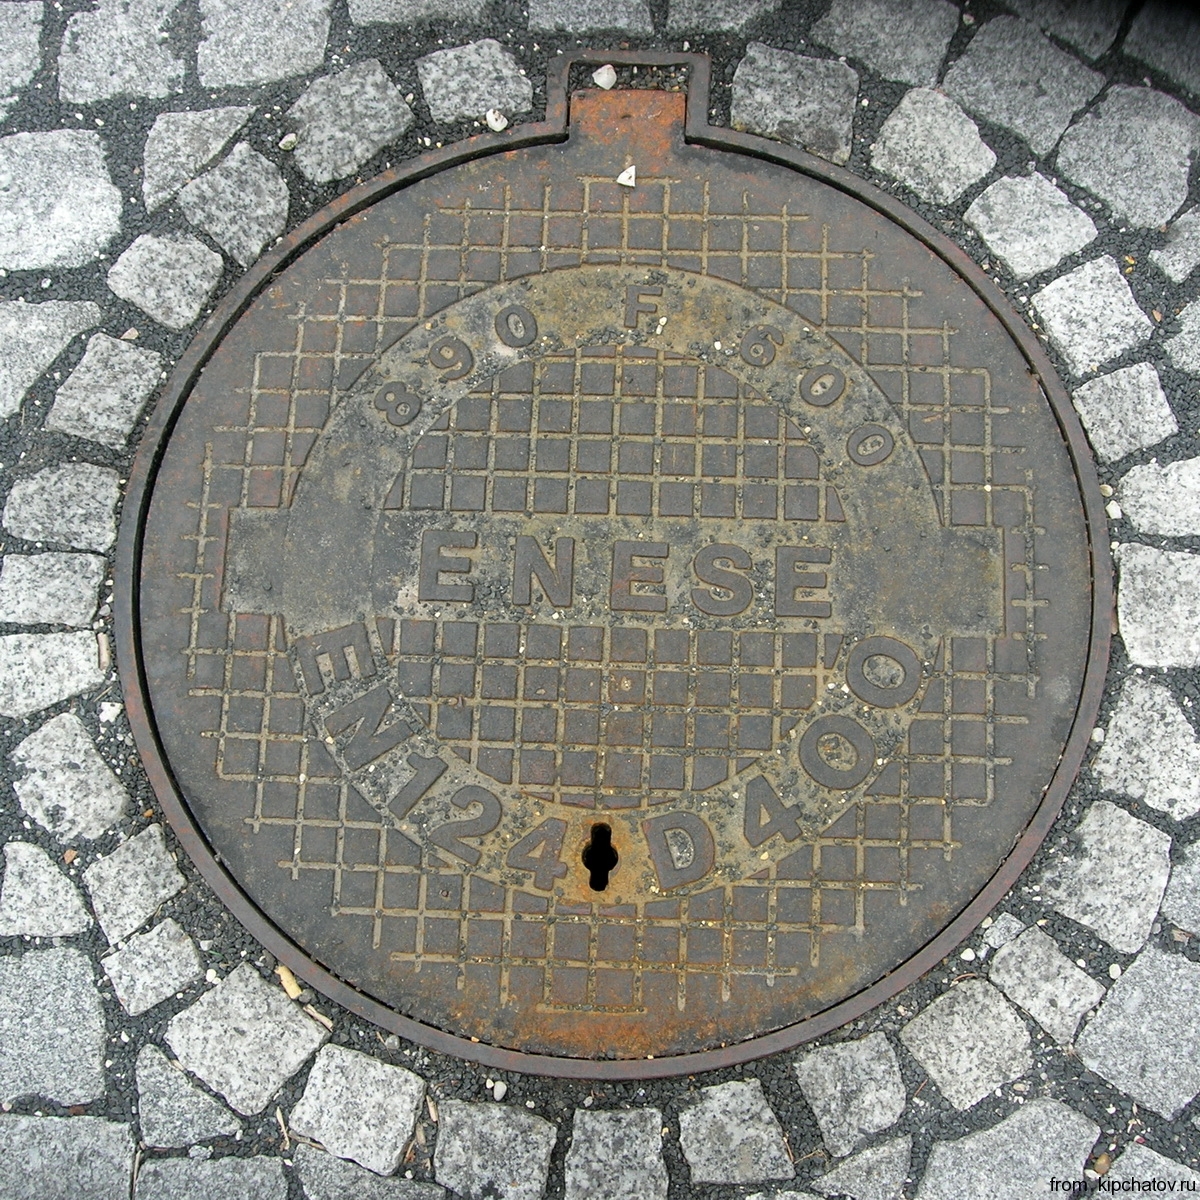 890 F 600
ENESE
EN124 D400
from: kipchatov.ru